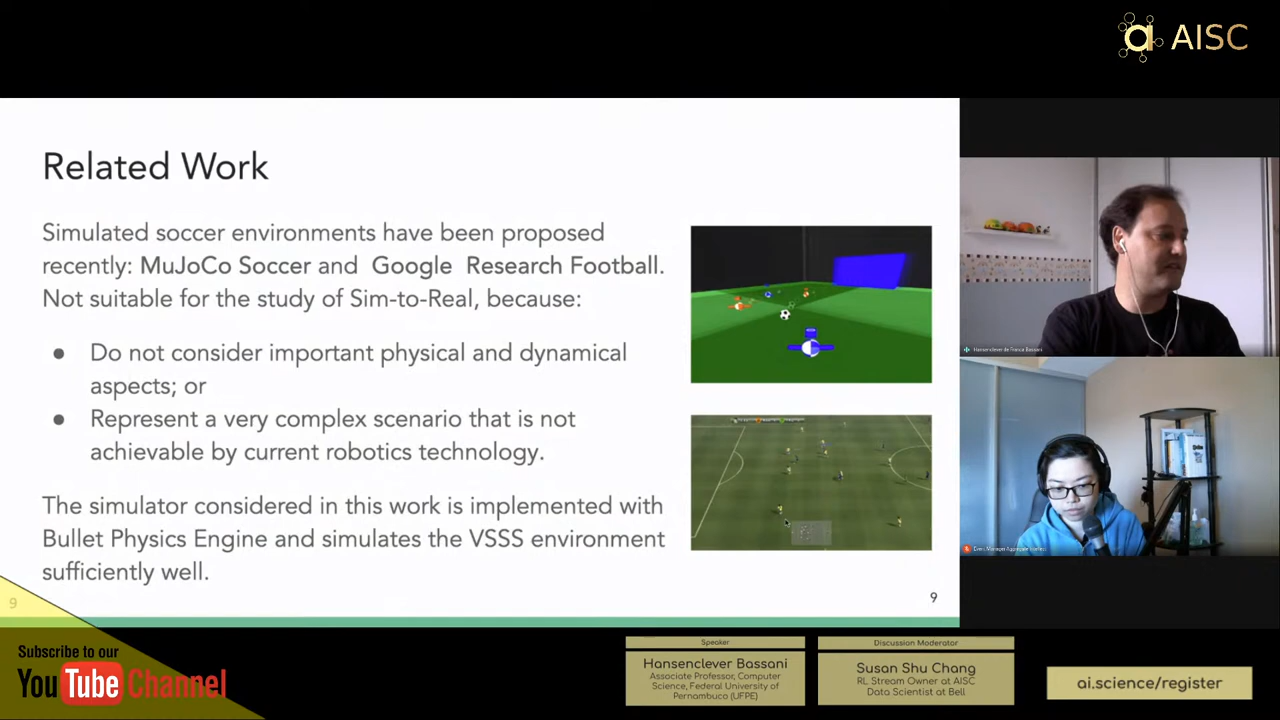 a AISC
Related Work
Simulated soccer environments have been proposed
recently: MuJoCo Soccer and Google Research Football.
Not suitable for the study of Sim-to-Real, because:
● Do not consider important physical and dynamical
aspects; or
● Represent a very complex scenario that is not
achievable by current robotics technology.
The simulator considered in this work is implemented with
Bullet Physics Engine and simulates the VSSS environment
sufficiently well.
9
9
Hansenclever de Franca Bassani
Subscribe to our
YouTube Channel
Speaker
Hansenclever Bassani
Associate Professor, Computer
Science, Federal University of
Pernambuco (UFPE)
Discussion Moderator
Susan Shu Chang
RL Stream Owner at AISC
Data Scientist at Bell
ai.science/register